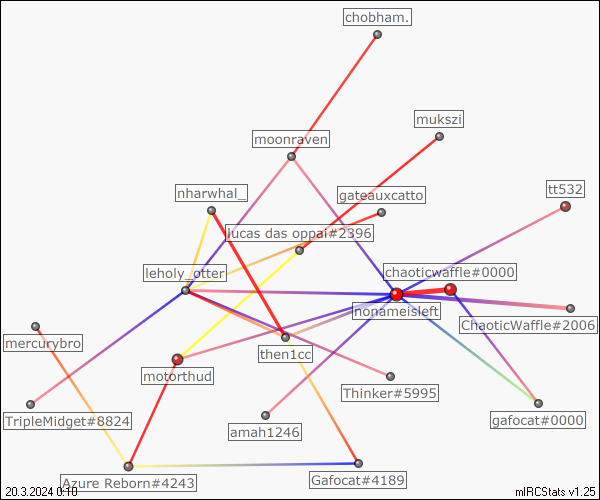 chobham.
mukszi
moonraven
tt532
nharwhal_
gateauxcatto
lucas das oppai#2396
leholy_otter
chaoticwaffle#0000
nonameisleft
ChaoticWaffle#2006
mercurybro
then1cc
motorthud
Thinker#5995
TripleMidget#8824
gafocat#0000
amah1246
Azure Reborn#4243
Gafocat#4189
20.3.2024 0:10
mIRCStats v1.25